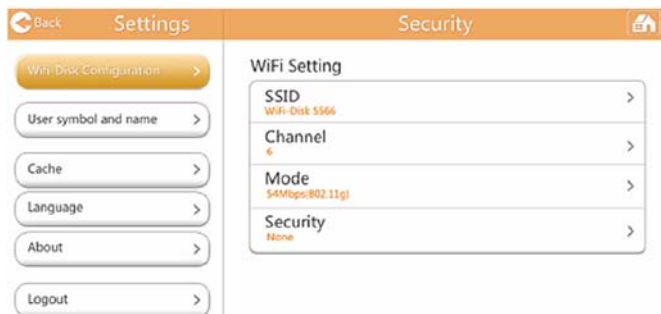 Back
Settings
Security
Wifi-Disk Configuration
User symbol and name
Cache
Language
About
Logout
WiFi Setting
SSID
WiFi-Disk 5566
Channel
6
Mode
54Mbps(802.11g)
Security
None